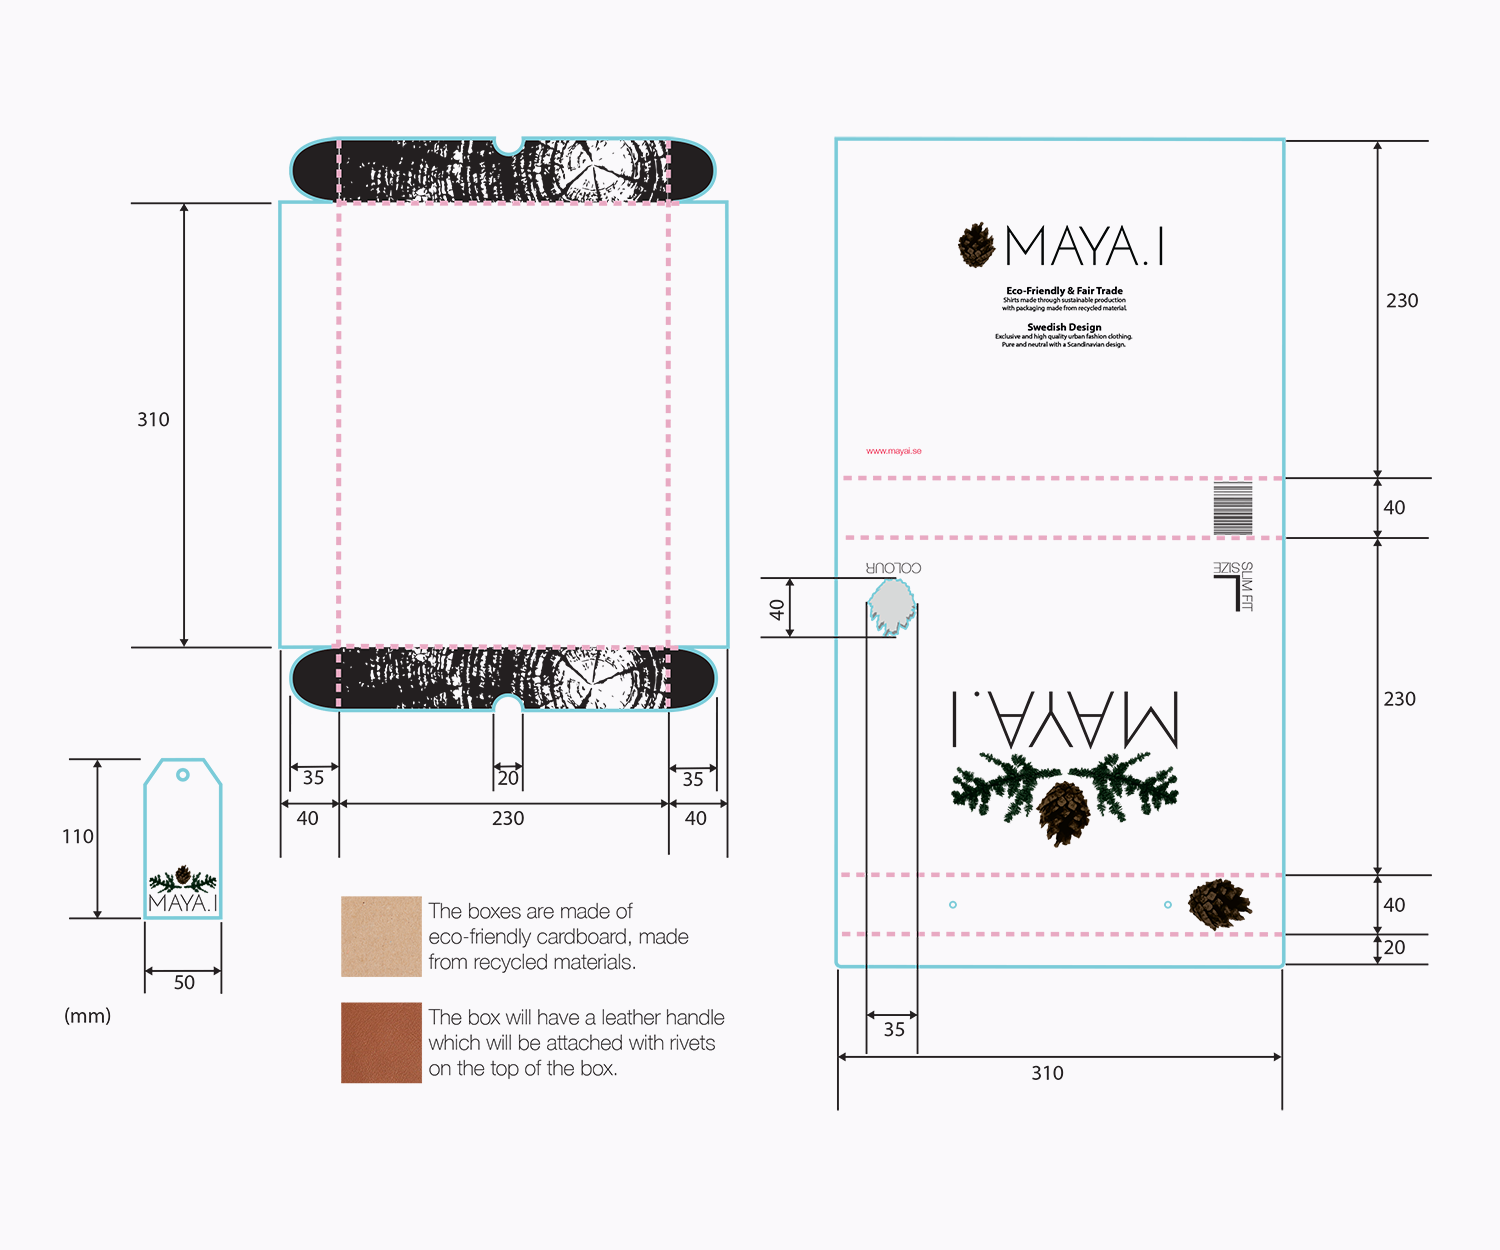 MAYA.I
Eco-Friendly & Fair Trade
Shirts made through sustainable production
with packaging made from recycled material.
Swedish Design
Exclusive and high quality urban fashion clothing.
Pure and neutral with a Scandinavian design.
www.mayai.se
230
40
COLOUR
SIZE
SLIM FIT
L
40
230
MAYA.I
40
20
35
310
310
35
20
35
40
230
40
110
MAYA.I
50
(mm)
The boxes are made of
eco-friendly cardboard, made
from recycled materials.
The box will have a leather handle
which will be attached with rivets
on the top of the box.